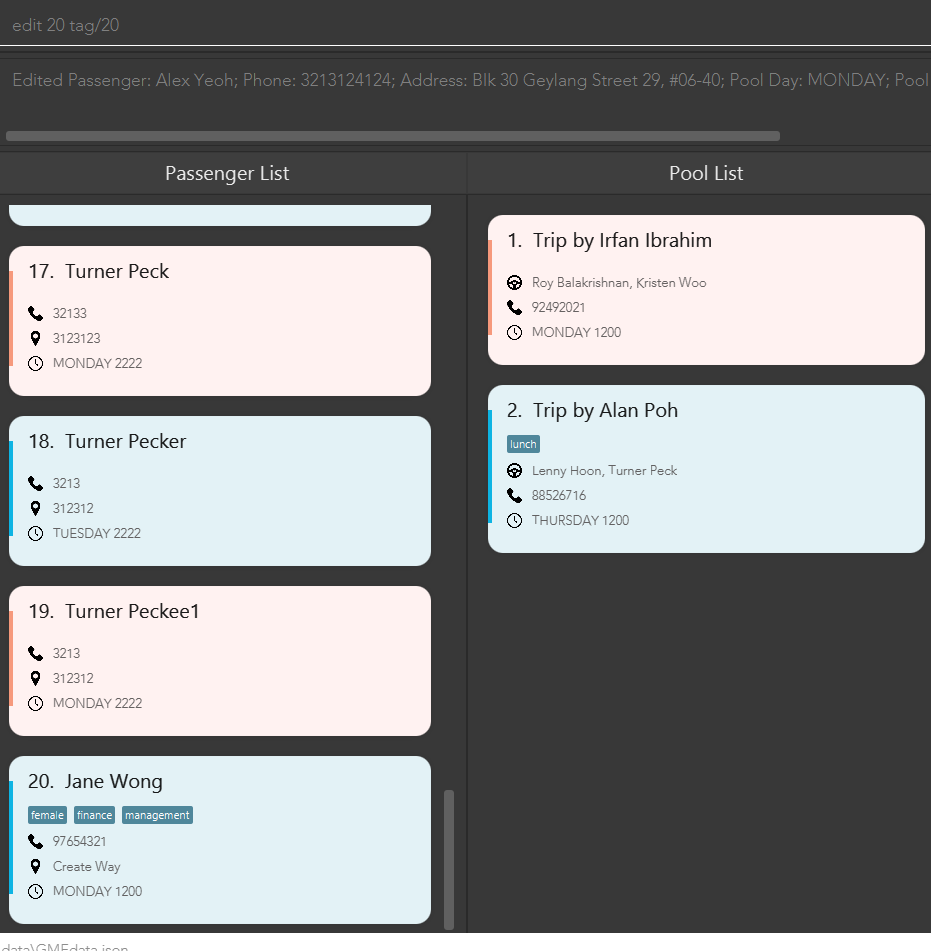 edit 20 tag/20
Edited Passenger: Alex Yeoh; Phone: 3213124124; Address: Blk 30 Geylang Street 29, #06-40; Pool Day: MONDAY; Pool
Passenger List
17. Turner Peck
32133
3123123
MONDAY 2222
18. Turner Pecker
3213
312312
TUESDAY 2222
19. Turner Peckee1
3213
312312
MONDAY 2222
20. Jane Wong
female finance management
97654321
Create Way
MONDAY 1200
Pool List
1. Trip by Irfan Ibrahim
Roy Balakrishnan, Kristen Woo
92492021
MONDAY 1200
2. Trip by Alan Poh
lunch
Lenny Hoon, Turner Peck
88526716
THURSDAY 1200
data\GMEdata.json